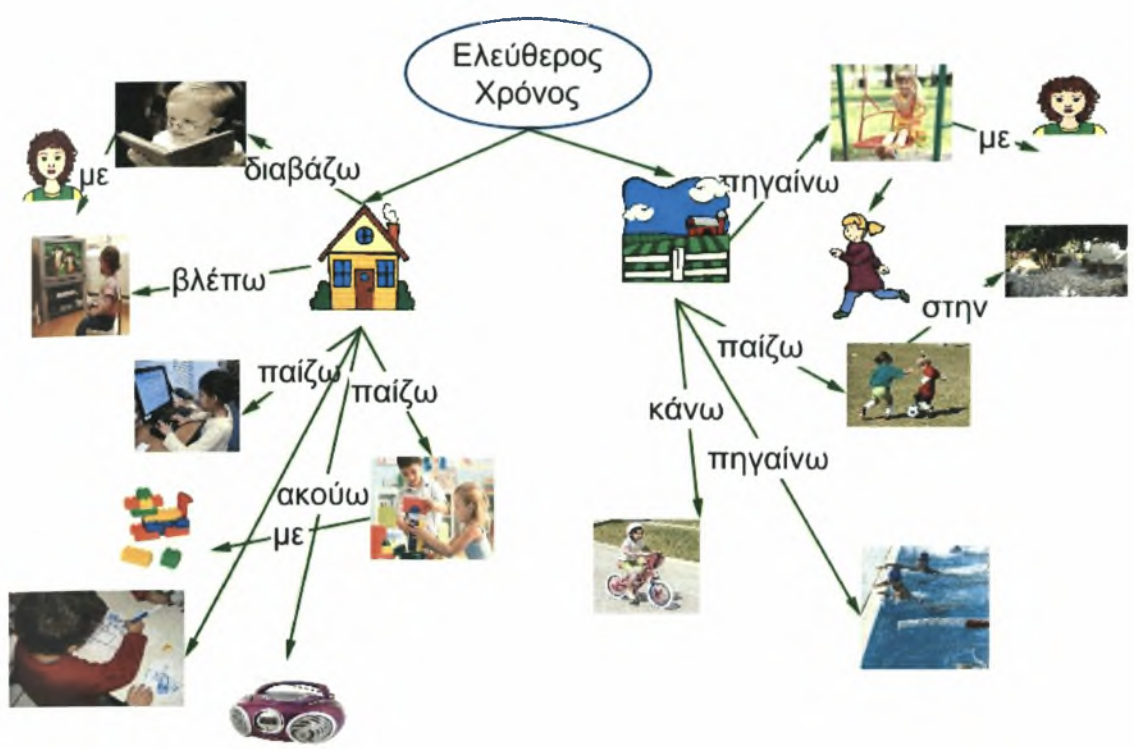 Ελεύθερος
Χρόνος
με
διαβάζω
πηγαίνω
με
βλέπω
στην
παίζω
παίζω
παίζω
κάνω
πηγαίνω
ακούω
με